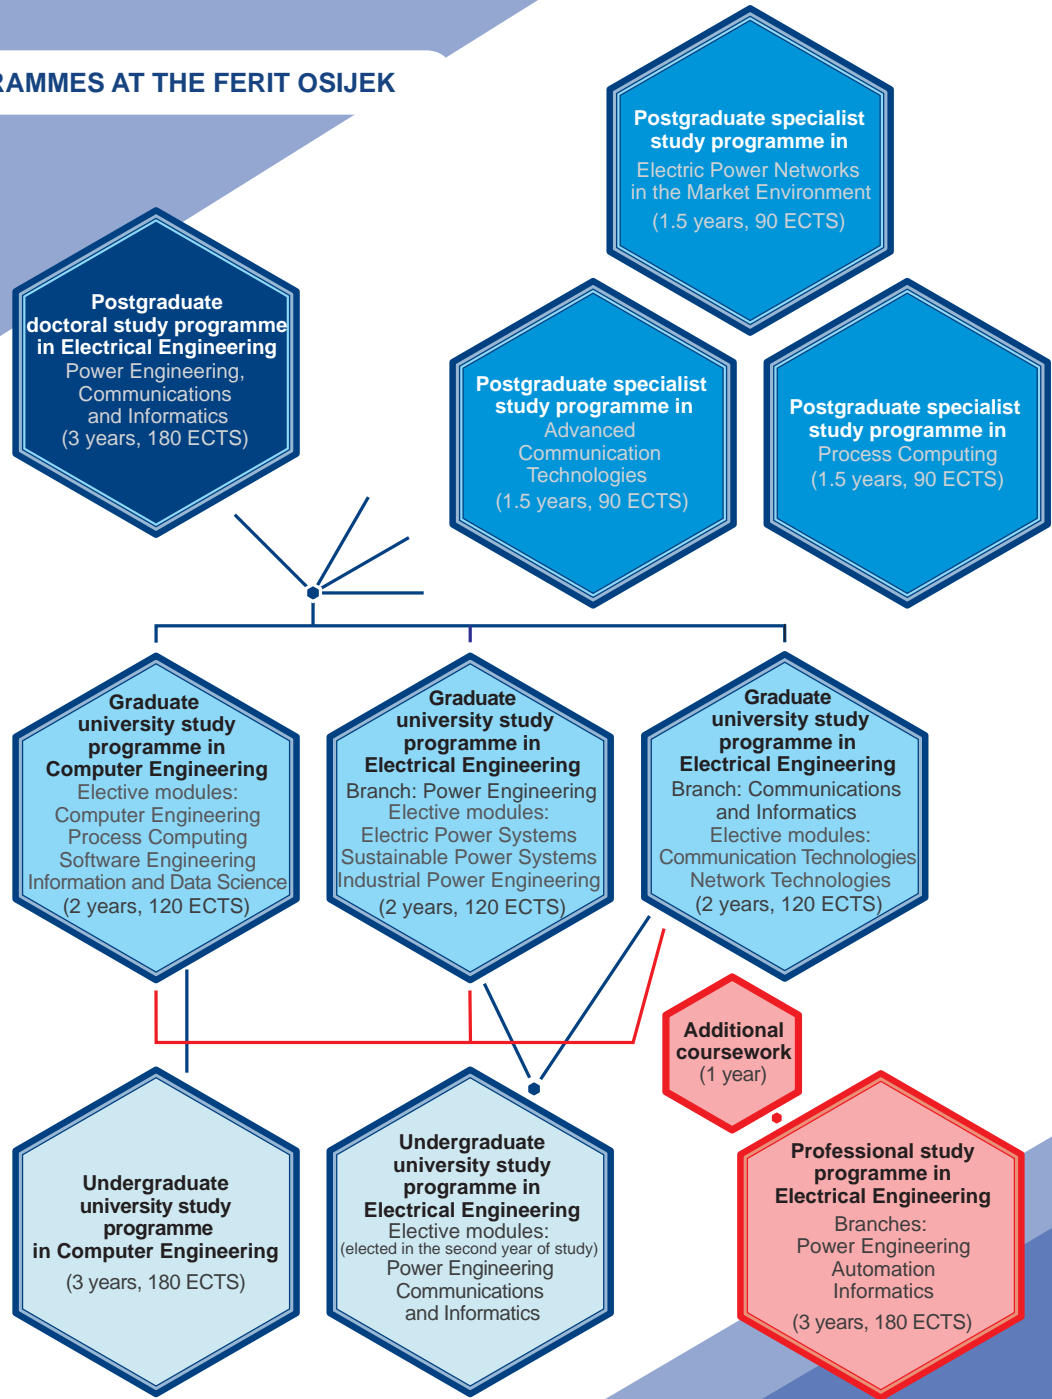 RAMMES AT THE FERIT OSIJEK
Postgraduate specialist
study programme in
Electric Power Networks
in the Market Environment
(1.5 years, 90 ECTS)
Postgraduate
doctoral study programme
in Electrical Engineering
Power Engineering,
Communications
and Informatics
(3 years, 180 ECTS)
Postgraduate specialist
study programme in
Advanced
Communication
Technologies
(1.5 years, 90 ECTS)
Postgraduate specialist
study programme in
Process Computing
(1.5 years, 90 ECTS)
Graduate
university study
programme in
Computer Engineering
Elective modules:
Computer Engineering
Process Computing
Software Engineering
Information and Data Science
(2 years, 120 ECTS)
Graduate
university study
programme in
Electrical Engineering
Branch: Power Engineering
Elective modules:
Electric Power Systems
Sustainable Power Systems
Industrial Power Engineering
(2 years, 120 ECTS)
Graduate
university study
programme in
Electrical Engineering
Branch: Communications
and Informatics
Elective modules:
Communication Technologies
Network Technologies
(2 years, 120 ECTS)
Additional
coursework
(1 year)
Undergraduate
university study
programme
in Computer Engineering
(3 years, 180 ECTS)
Undergraduate
university study
programme in
Electrical Engineering
Elective modules:
(elected in the second year of study)
Power Engineering
Communications
and Informatics
Professional study
programme in
Electrical Engineering
Branches:
Power Engineering
Automation
Informatics
(3 years, 180 ECTS)